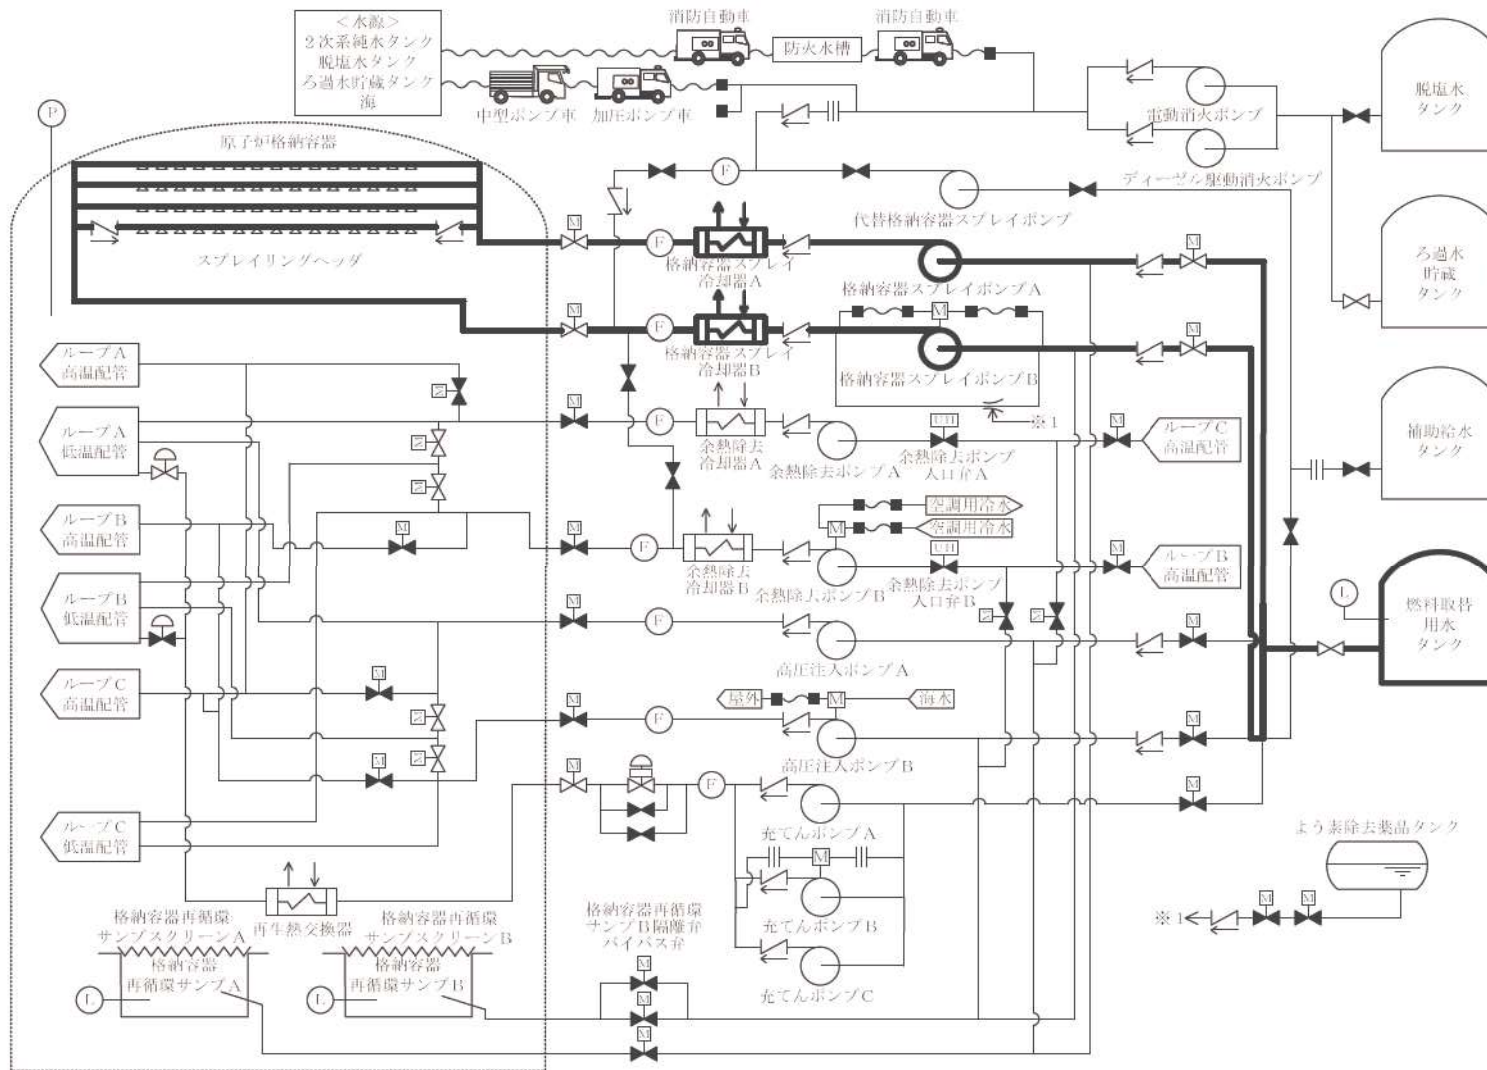 <水源>
2次系純水タンク
脱塩水タンク
ろ過水貯蔵タンク
海
消防自動車
消防自動車
防火水槽
中型ポンプ車
加圧ポンプ車
電動消火ポンプ
ディーゼル駆動消火ポンプ
脱塩水
タンク
P
原子炉格納容器
F
代替格納容器スプレイポンプ
M
M
F
スプレイリングヘッダ
格納容器スプレイ
冷却器A
格納容器スプレイポンプA
ろ過水
貯蔵
タンク
M
F
M
M
格納容器スプレイ
冷却器B
格納容器スプレイポンプB
ループA
高温配管
M
※1
ループA
低温配管
M
M
F
余熱除去
冷却器A
余熱除去ポンプA
UH
余熱除去ポンプ
入口弁A
M
ループC
高温配管
補助給水
タンク
M
空調用冷水
空調用冷水
ループB
高温配管
M
M
F
余熱除去
冷却器B
M
余熱除去ポンプB
UH
余熱除去ポンプ
入口弁B
M
ループB
高温配管
ループB
低温配管
M
F
高圧注入ポンプA
M
M
M
L
燃料取替
用水
タンク
ループC
高温配管
M
M
M
F
屋外
M
海水
高圧注入ポンプB
M
M
M
M
F
充てんポンプA
M
ループC
低温配管
M
充てんポンプB
充てんポンプC
よう素除去薬品タンク
※1
M
M
再生熱交換器
格納容器再循環
サンプスクリーンA
格納容器
再循環サンプA
L
格納容器再循環
サンプスクリーンB
格納容器
再循環サンプB
L
格納容器再循環
サンプB隔離弁
バイパス弁
M
M
M